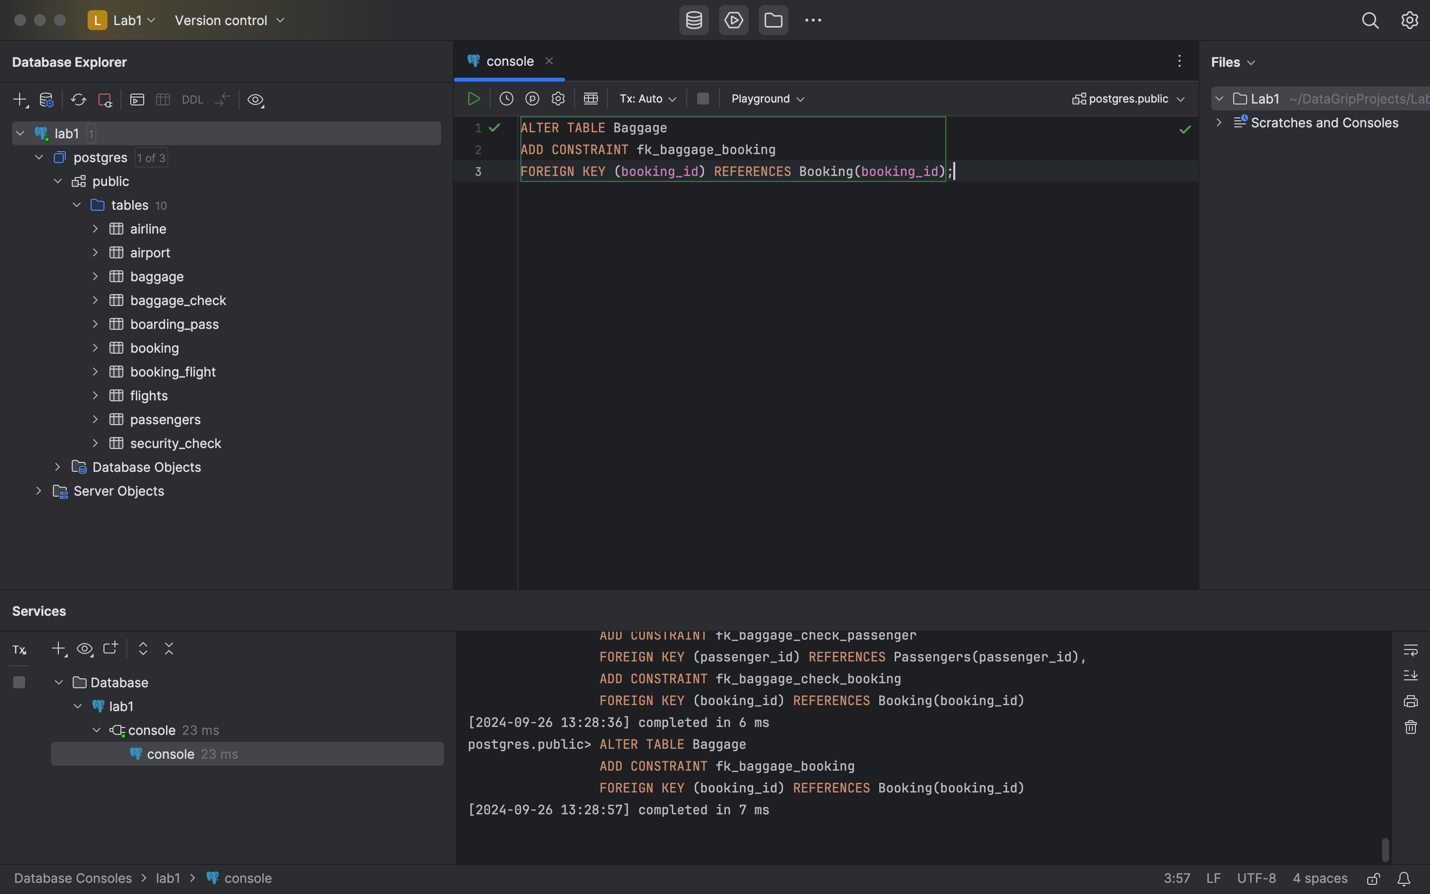 L Lab1 Version control
Database Explorer
DDL
lab1 1
postgres 1 of 3
public
tables 10
airline
airport
baggage
baggage_check
boarding_pass
booking
booking_flight
flights
passengers
security_check
Database Objects
Server Objects
console
Tx: Auto Playground postgres.public
1 ALTER TABLE Baggage
2 ADD CONSTRAINT fk_baggage_booking
3 FOREIGN KEY (booking_id) REFERENCES Booking(booking_id);
Files
Lab1 ~/DataGripProjects/Lab
Scratches and Consoles
Services
Tx
Database
lab1
console 23 ms
console 23 ms
ADD CONSTRAINT fk_baggage_check_passenger
FOREIGN KEY (passenger_id) REFERENCES Passengers(passenger_id),
ADD CONSTRAINT fk_baggage_check_booking
FOREIGN KEY (booking_id) REFERENCES Booking(booking_id)
[2024-09-26 13:28:36] completed in 6 ms
postgres.public> ALTER TABLE Baggage
ADD CONSTRAINT fk_baggage_booking
FOREIGN KEY (booking_id) REFERENCES Booking(booking_id)
[2024-09-26 13:28:57] completed in 7 ms
Database Consoles > lab1 > console
3:57 LF UTF-8 4 spaces